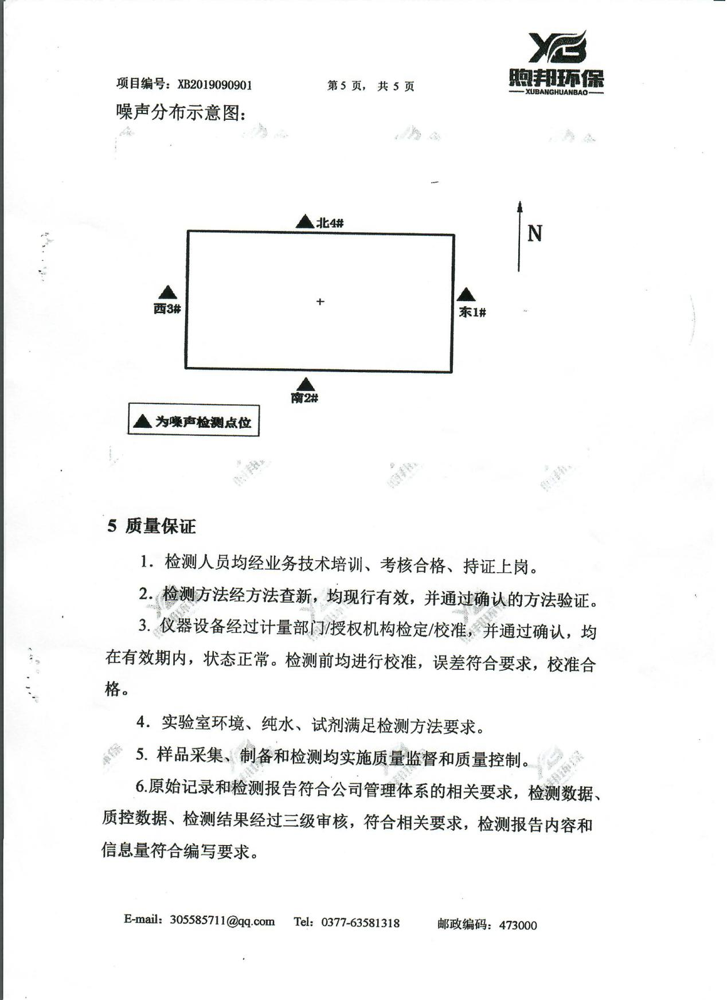 XB
煦邦环保
XUBANGHUANBAO
项目编号：XB2019090901 第 5 页， 共 5 页
噪声分布示意图：
北4#
N
西3#
东1#
南2#
▲为噪声检测点位
5 质量保证
1．检测人员均经业务技术培训、考核合格、持证上岗。
2．检测方法经方法查新，均现行有效，并通过确认的方法验证。
3. 仪器设备经过计量部门/授权机构检定/校准，并通过确认，均
在有效期内，状态正常。检测前均进行校准，误差符合要求，校准合
格。
4．实验室环境、纯水、试剂满足检测方法要求。
5. 样品采集、制备和检测均实施质量监督和质量控制。
6.原始记录和检测报告符合公司管理体系的相关要求，检测数据、
质控数据、检测结果经过三级审核，符合相关要求，检测报告内容和
信息量符合编写要求。
E-mail：305585711@qq.com Tel：0377-63581318 邮政编码：473000